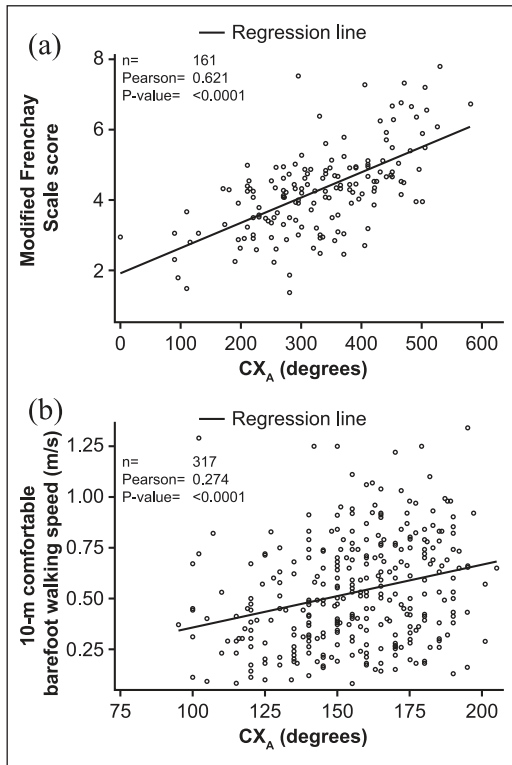 (a)
— Regression line
n= 161
Pearson= 0.621
P-value= <0.0001
Modified Frenchay
Scale score
8
6
4
2
0 100 200 300 400 500 600
CX_A (degrees)
(b)
— Regression line
n= 317
Pearson= 0.274
P-value= <0.0001
10-m comfortable
barefoot walking speed (m/s)
1.25
1.00
0.75
0.50
0.25
75 100 125 150 175 200
CX_A (degrees)